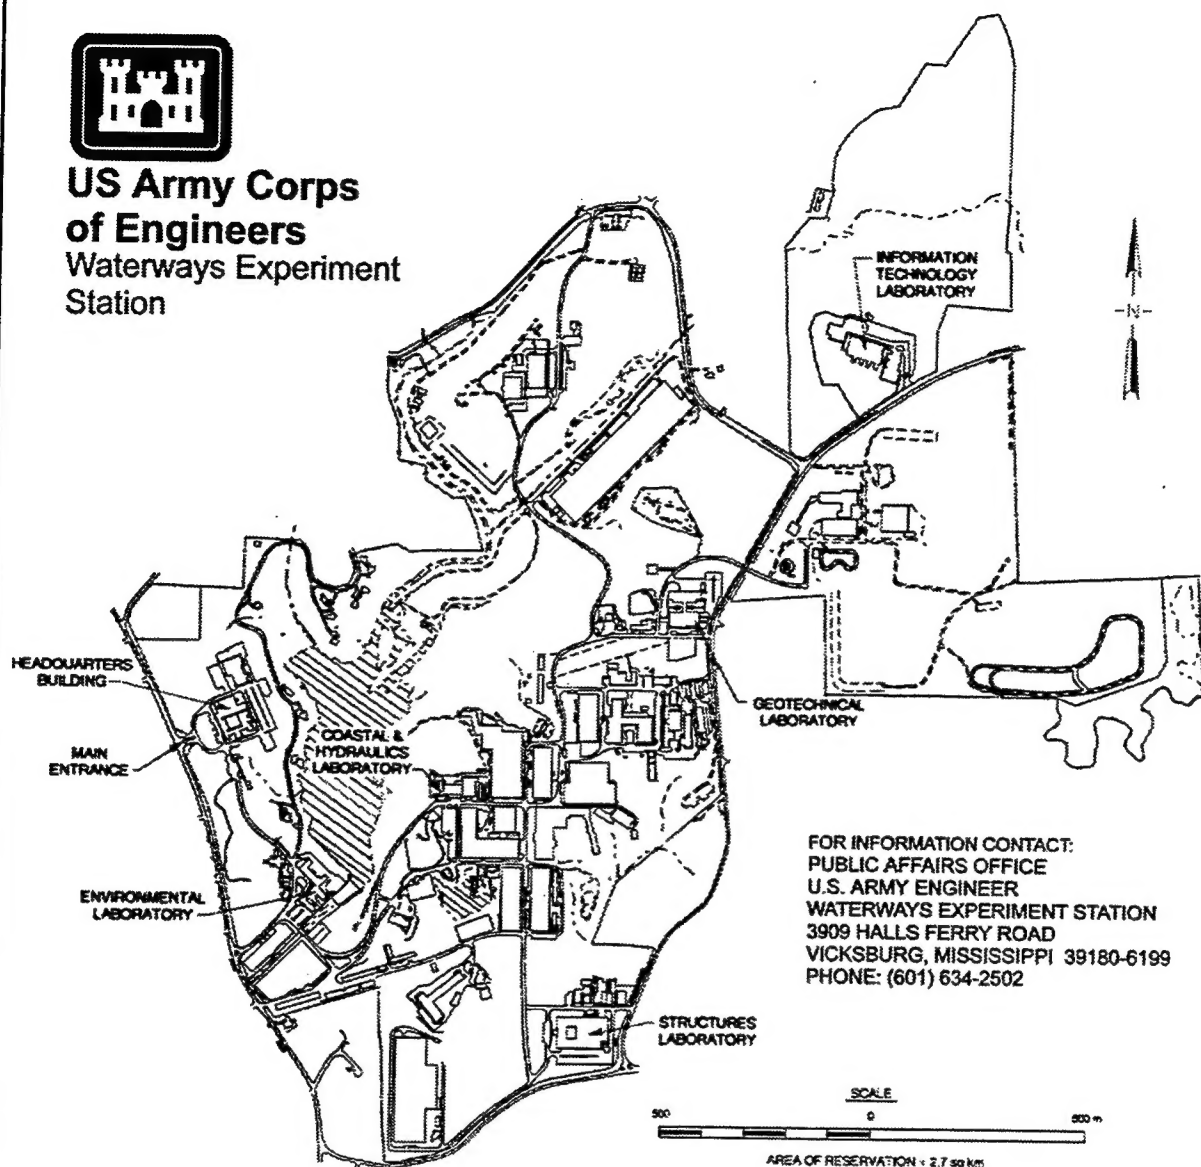 US Army Corps
of Engineers
Waterways Experiment
Station
INFORMATION
TECHNOLOGY
LABORATORY
-N-
HEADQUARTERS
BUILDING
MAIN
ENTRANCE
COASTAL &
HYDRAULICS
LABORATORY
GEOTECHNICAL
LABORATORY
ENVIRONMENTAL
LABORATORY
STRUCTURES
LABORATORY
FOR INFORMATION CONTACT:
PUBLIC AFFAIRS OFFICE
U.S. ARMY ENGINEER
WATERWAYS EXPERIMENT STATION
3909 HALLS FERRY ROAD
VICKSBURG, MISSISSIPPI 39180-6199
PHONE: (601) 634-2502
SCALE
500 0 500 m
AREA OF RESERVATION = 2.7 sq km